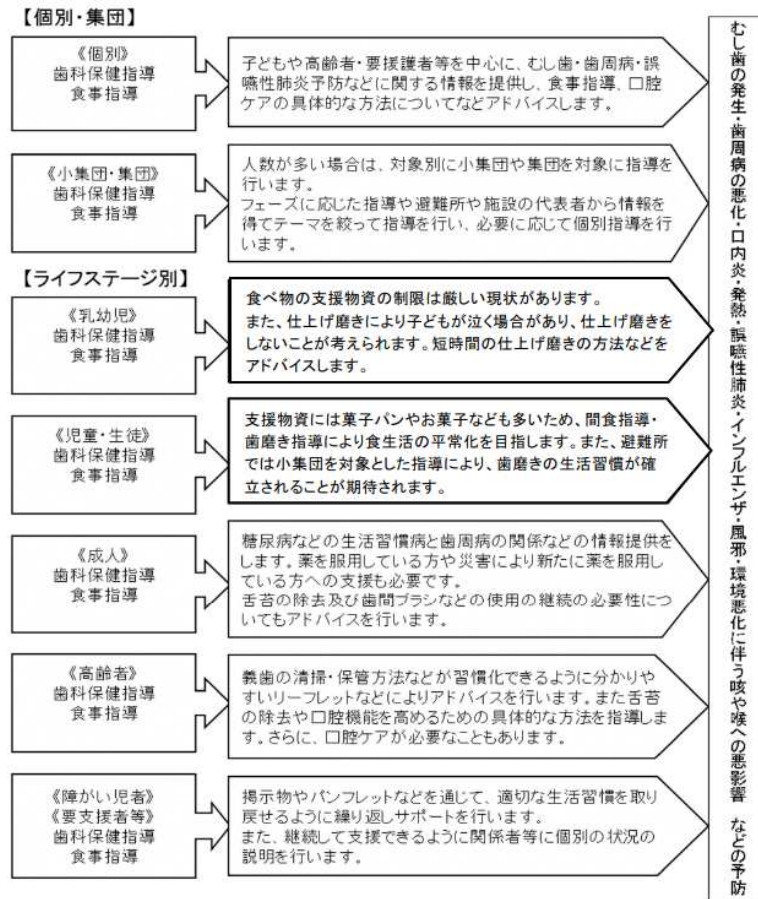 【個別・集団】
《個別》
歯科保健指導
食事指導
子どもや高齢者・要援護者等を中心に、むし歯・歯周病・誤
嚥性肺炎予防などに関する情報を提供し、食事指導、口腔
ケアの具体的な方法についてなどアドバイスします。
《小集団・集団》
歯科保健指導
食事指導
人数が多い場合は、対象別に小集団や集団を対象に指導を
行います。
フェーズに応じた指導や避難所や施設の代表者から情報を
得てテーマを絞って指導を行い、必要に応じて個別指導を行
います。
【ライフステージ別】
《乳幼児》
歯科保健指導
食事指導
食べ物の支援物資の制限は厳しい現状があります。
また、仕上げ磨きにより子どもが泣く場合があり、仕上げ磨きを
しないことが考えられます。短時間の仕上げ磨きの方法などを
アドバイスします。
《児童・生徒》
歯科保健指導
食事指導
支援物資には菓子パンやお菓子なども多いため、間食指導・
歯磨き指導により食生活の平常化を目指します。また、避難所
では小集団を対象とした指導により、歯磨きの生活習慣が確
立されることが期待されます。
《成人》
歯科保健指導
食事指導
糖尿病などの生活習慣病と歯周病の関係などの情報提供を
します。薬を服用している方や災害により新たに薬を服用し
ている方への支援も必要です。
舌苔の除去及び歯間ブラシなどの使用の継続の必要性につ
いてもアドバイスを行います。
《高齢者》
歯科保健指導
食事指導
義歯の清掃・保管方法などが習慣化できるように分かりや
すいリーフレットなどによりアドバイスを行います。また舌苔
の除去や口腔機能を高めるための具体的な方法を指導しま
す。さらに、口腔ケアが必要なこともあります。
《障がい児者》
《要支援者等》
歯科保健指導
食事指導
掲示物やパンフレットなどを通じて、適切な生活習慣を取り
戻せるように繰り返しサポートを行います。
また、継続して支援できるように関係者等に個別の状況の
説明を行います。
むし歯の発生・歯周病の悪化・口内炎・発熱・誤嚥性肺炎・インフルエンザ・風邪・環境悪化に伴う咳や喉への悪影響 などの予防